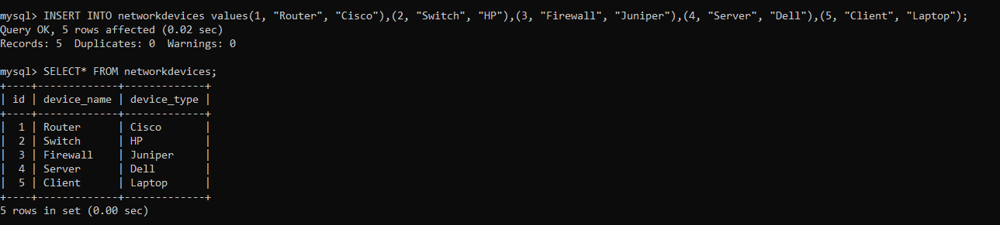 mysql> INSERT INTO networkdevices values(1, "Router", "Cisco"),(2, "Switch", "HP"),(3, "Firewall", "Juniper"),(4, "Server", "Dell"),(5, "Client", "Laptop");
Query OK, 5 rows affected (0.02 sec)
Records: 5  Duplicates: 0  Warnings: 0

mysql> SELECT* FROM networkdevices;
+----+-------------+-------------+
| id | device_name | device_type |
+----+-------------+-------------+
|  1 | Router      | Cisco       |
|  2 | Switch      | HP          |
|  3 | Firewall    | Juniper     |
|  4 | Server      | Dell        |
|  5 | Client      | Laptop      |
+----+-------------+-------------+
5 rows in set (0.00 sec)